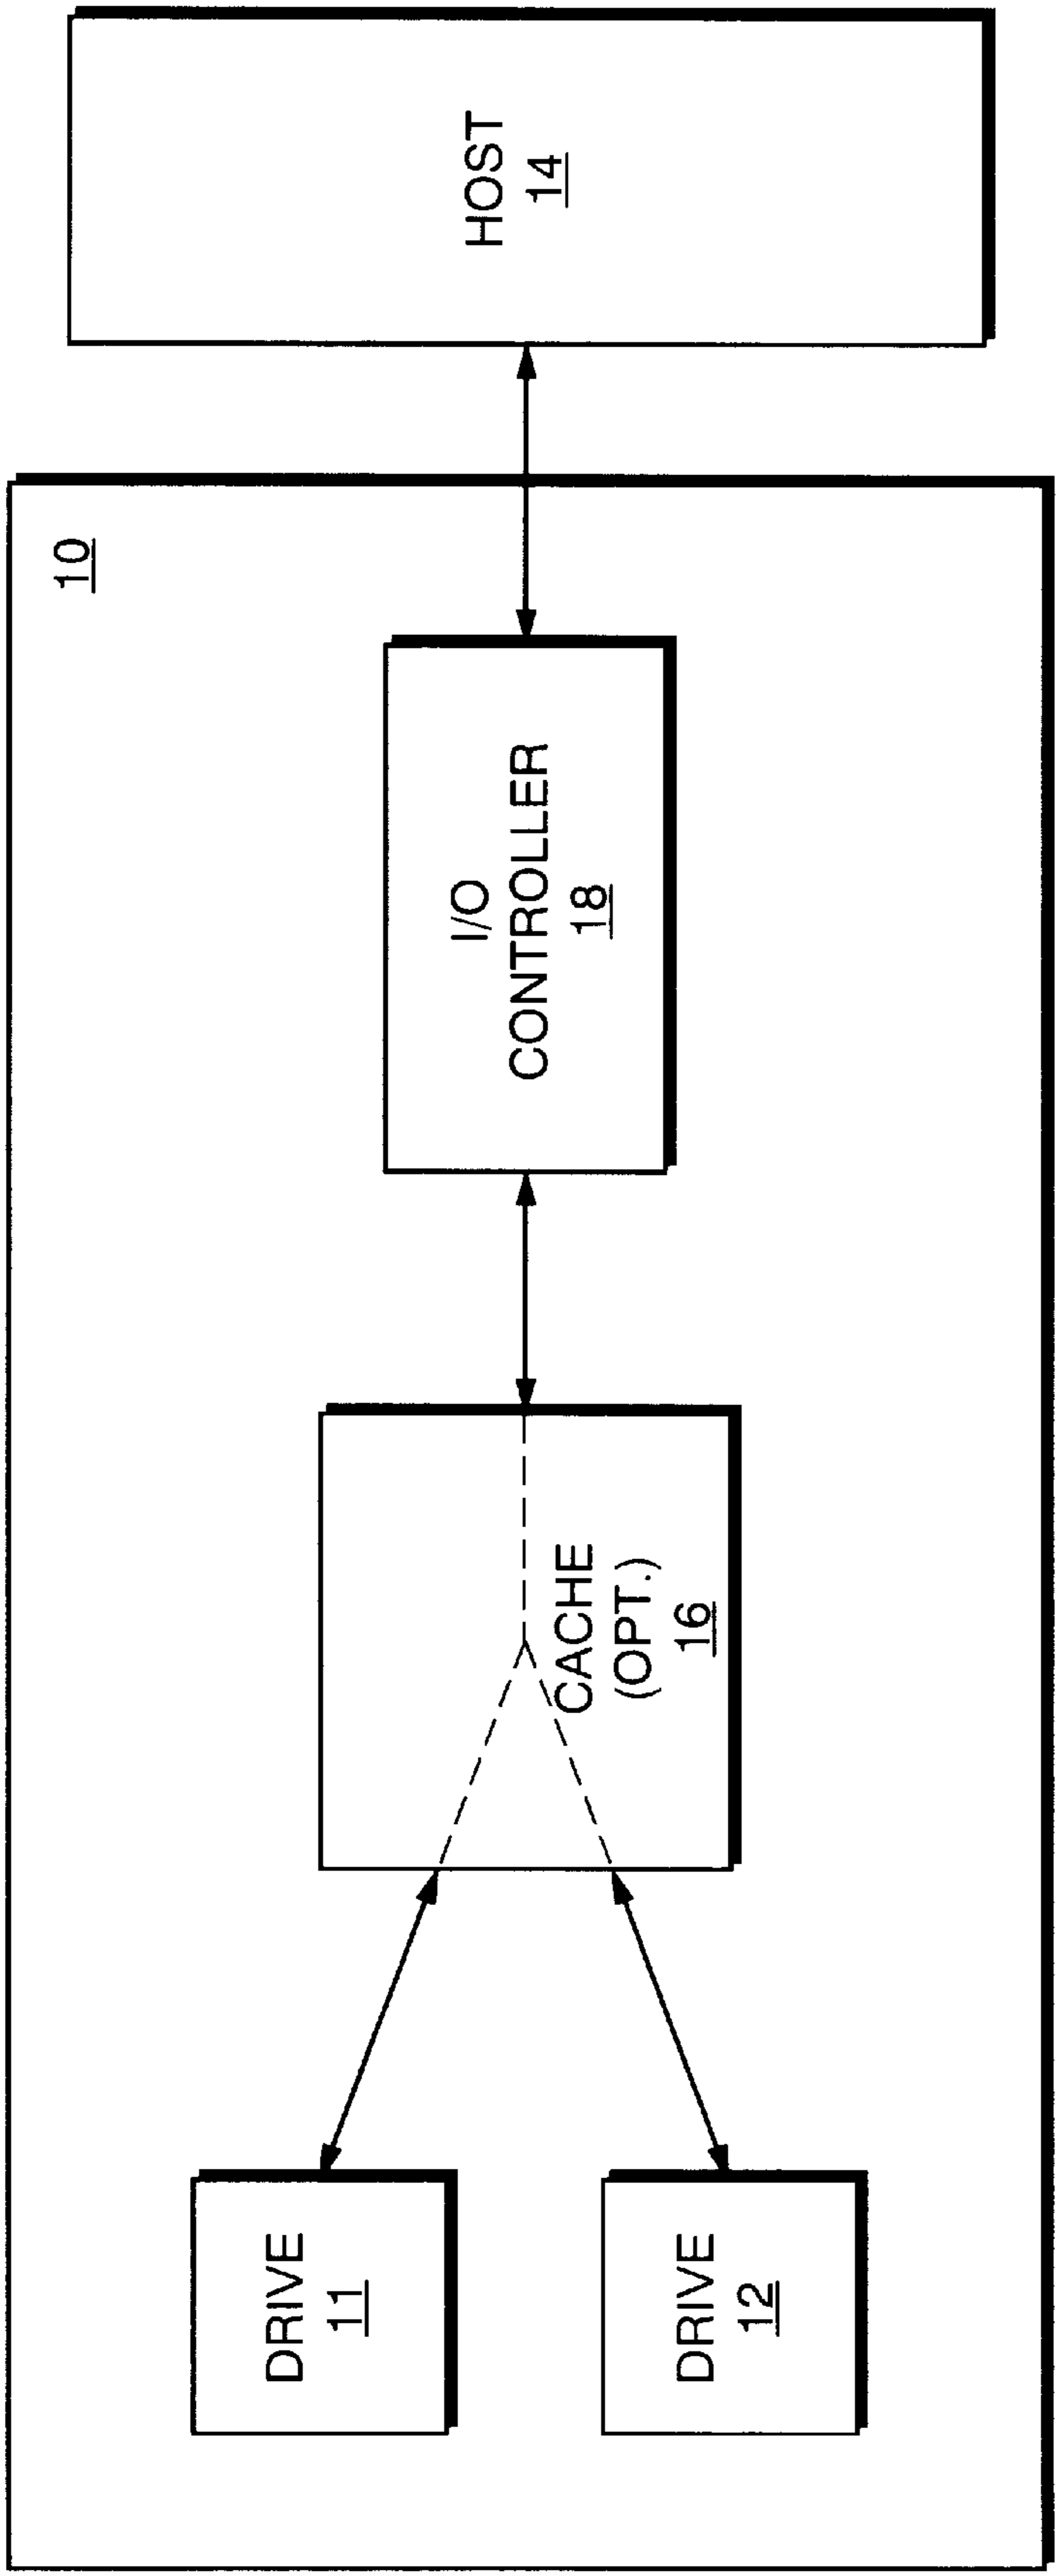 DRIVE
11
DRIVE
12
CACHE
(OPT.)
16
I/O
CONTROLLER
18
10
HOST
14